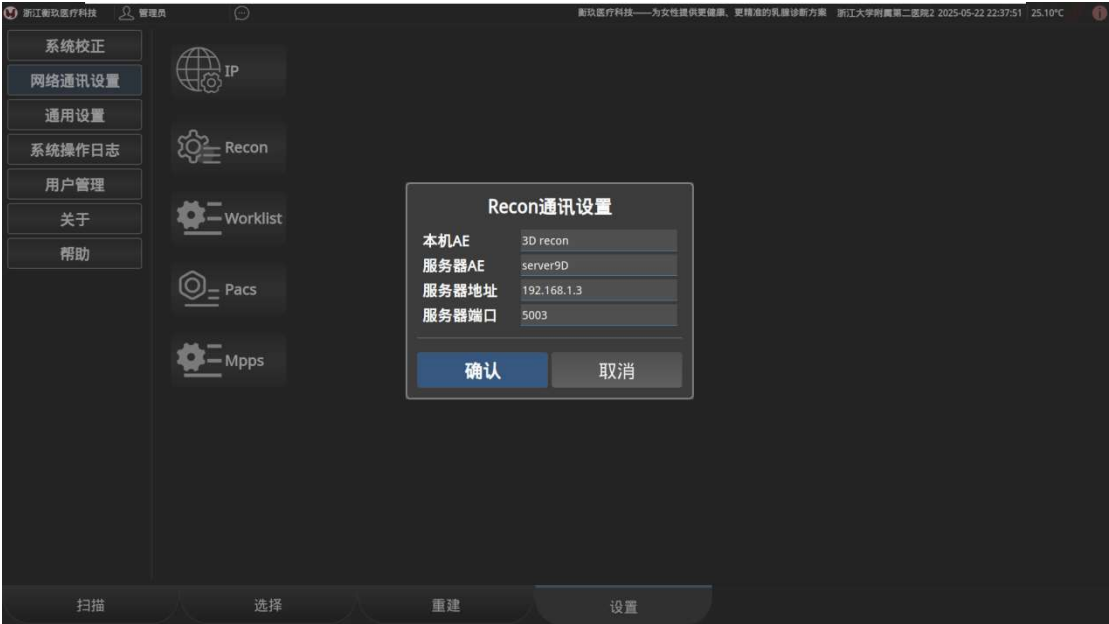 浙江衡玖医疗科技 管理员 衡玖医疗科技——为女性提供更健康、更精准的乳腺诊断方案 浙江大学附属第二医院2 2025-05-22 22:37:51 25.10°C
系统校正
网络通讯设置
通用设置
系统操作日志
用户管理
关于
帮助
IP
Recon
Worklist
Pacs
Mpps
Recon通讯设置
本机AE 3D recon
服务器AE server9D
服务器地址 192.168.1.3
服务器端口 5003
确认 取消
扫描 选择 重建 设置